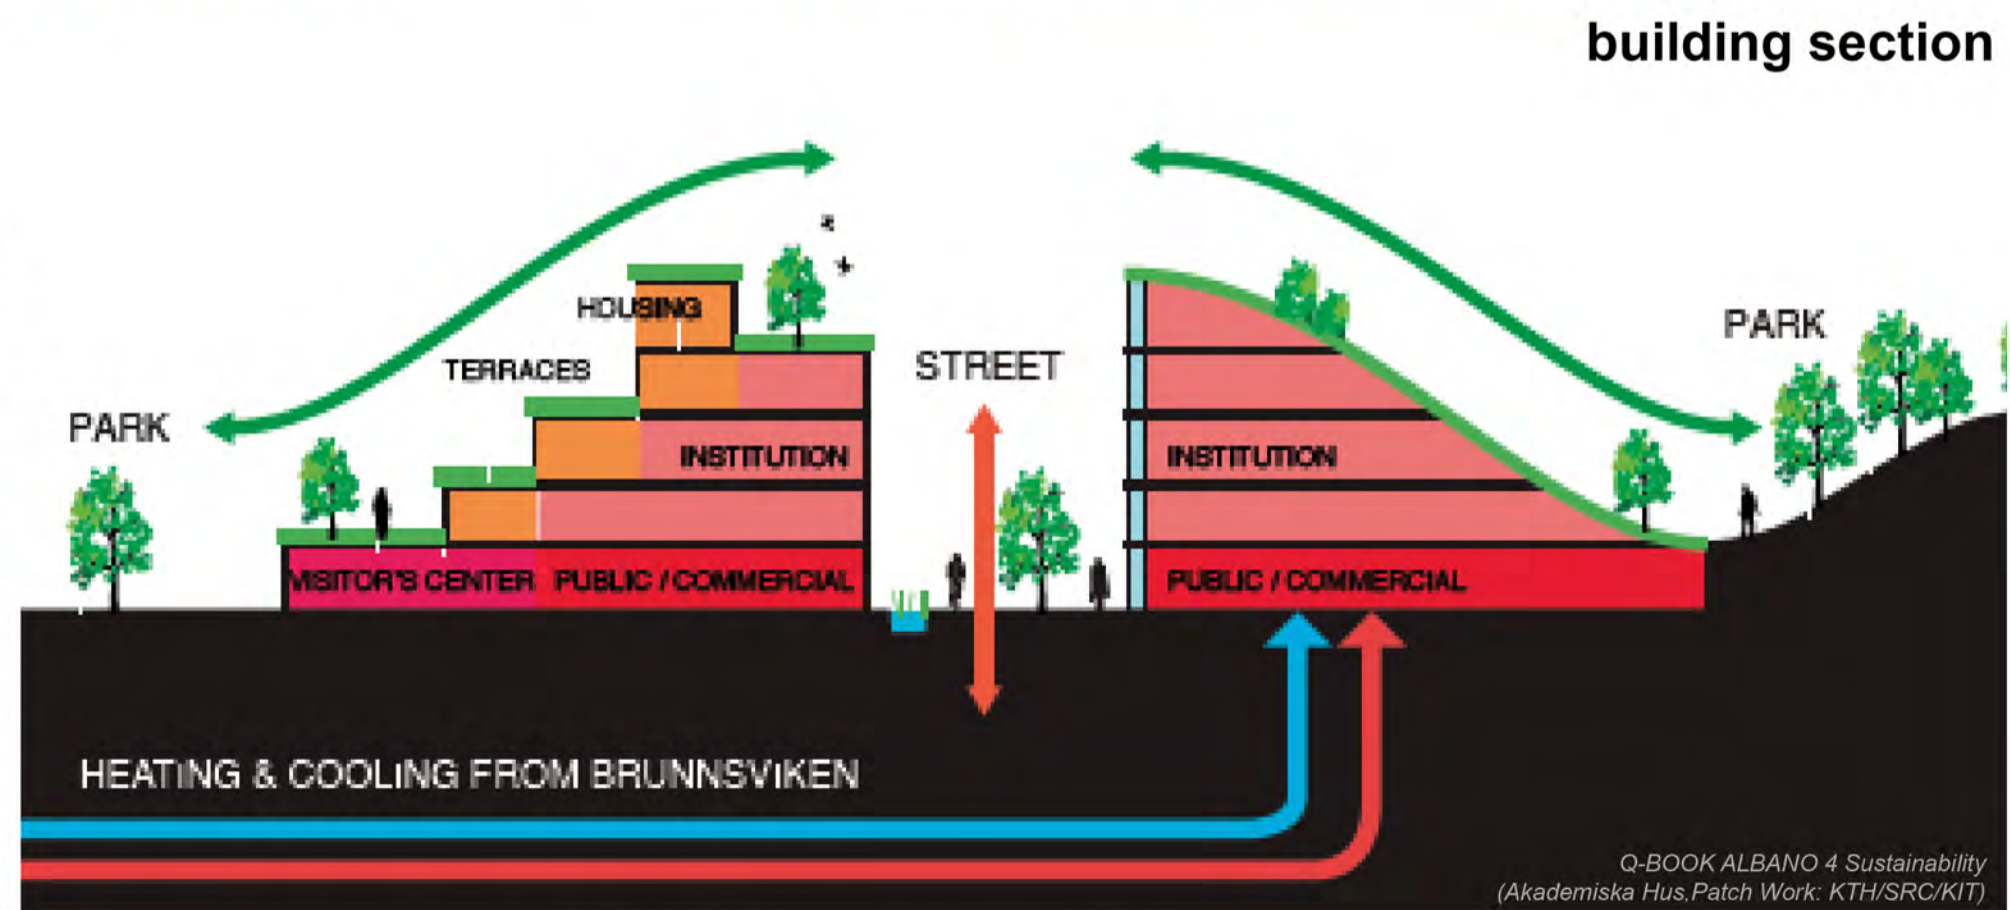 building section
HOUSING
TERRACES
PARK
STREET
PARK
INSTITUTION
INSTITUTION
VISITOR'S CENTER
PUBLIC / COMMERCIAL
PUBLIC / COMMERCIAL
HEATING & COOLING FROM BRUNNSVIKEN
Q-BOOK ALBANO 4 Sustainability
(Akademiska Hus,Patch Work: KTH/SRC/KIT)